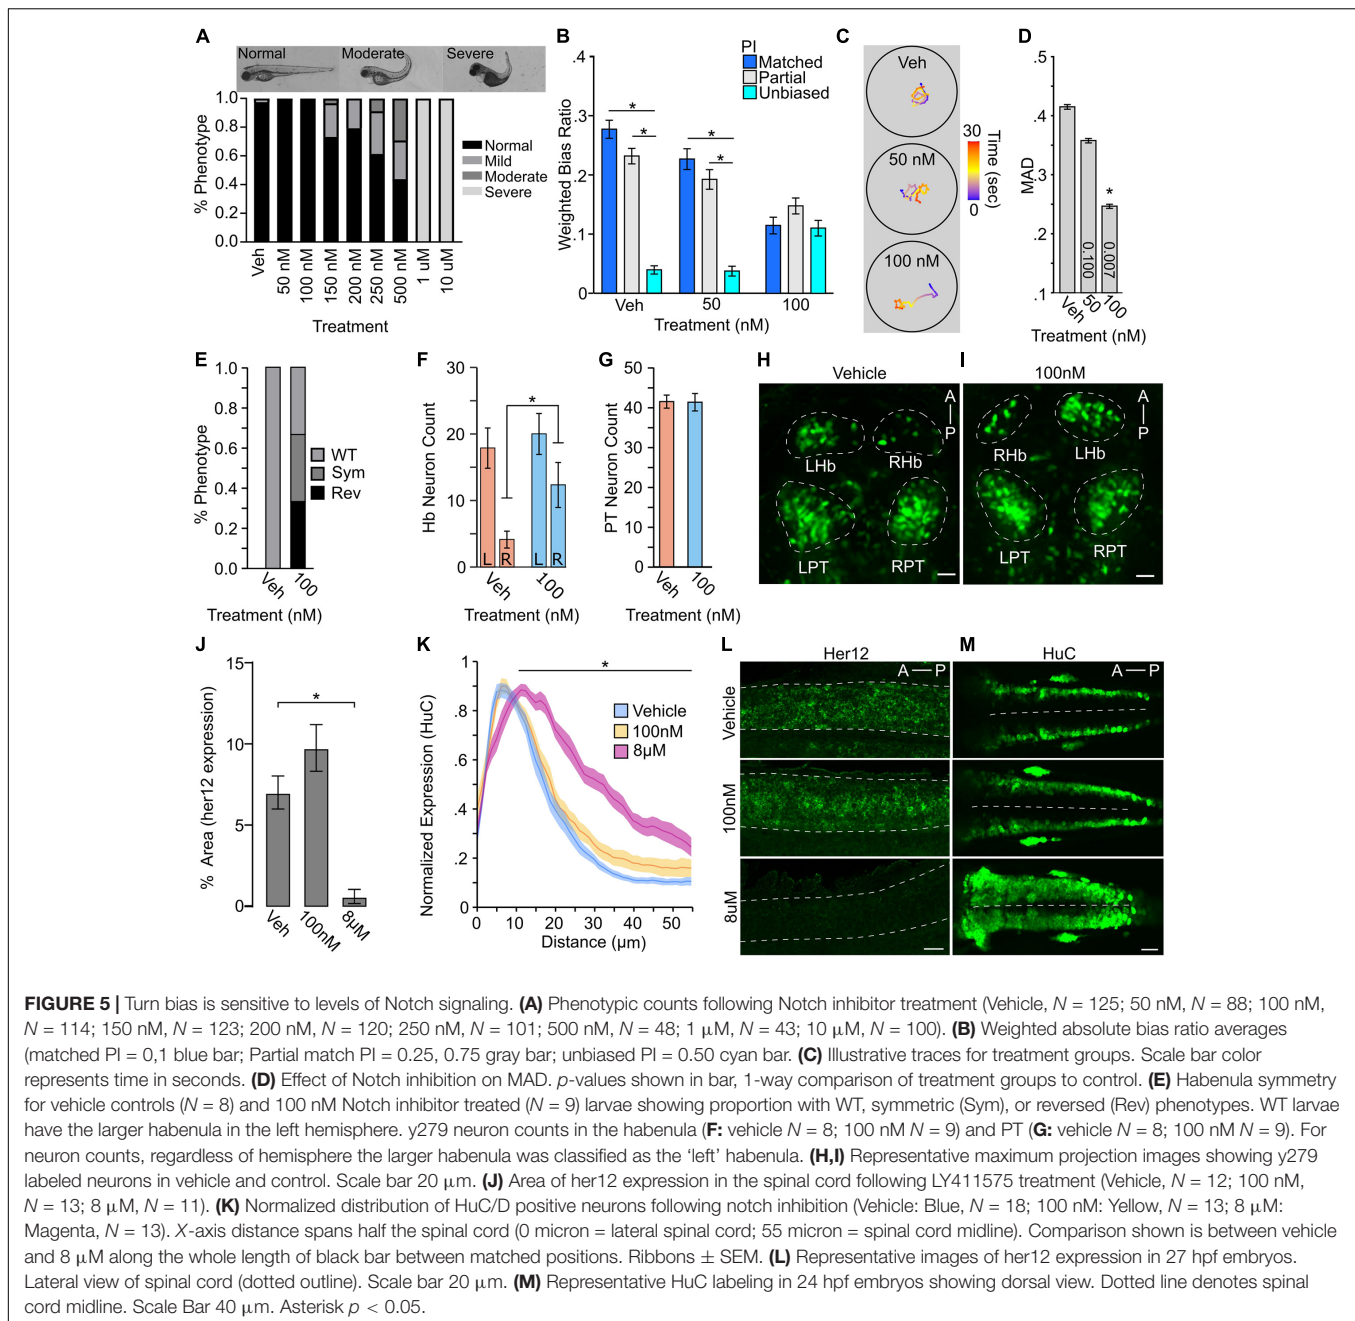 A
Normal
Moderate
Severe
% Phenotype
1.0
0.8
0.6
0.4
0.2
0.0
Normal
Mild
Moderate
Severe
Veh
50 nM
100 nM
150 nM
200 nM
250 nM
500 nM
1 uM
10 uM
Treatment
B
PI
Matched
Partial
Unbiased
Weighted Bias Ratio
.4
.3
.2
.1
0
*
*
*
*
Veh
50
100
Treatment (nM)
C
Veh
50 nM
100 nM
30
0
Time (sec)
D
MAD
.5
.4
.3
.2
.1
*
0.100
0.007
Veh
50
100
Treatment (nM)
E
% Phenotype
1.0
0.8
0.6
0.4
0.2
0.0
WT
Sym
Rev
Veh
100
Treatment (nM)
F
Hb Neuron Count
30
20
10
0
*
L
R
L
R
Veh
100
Treatment (nM)
G
PT Neuron Count
50
40
30
20
10
0
Veh
100
Treatment (nM)
H
Vehicle
A
P
LHb
RHb
LPT
RPT
I
100nM
A
P
RHb
LHb
LPT
RPT
J
% Area (her12 expression)
15
10
5
0
*
Veh
100nM
8µM
K
Normalized Expression (HuC)
1
.8
.6
.4
.2
0
*
Vehicle
100nM
8µM
0
10
20
30
40
50
Distance (µm)
L
Her12
A — P
Vehicle
100nM
8uM
M
HuC
A — P
FIGURE 5 | Turn bias is sensitive to levels of Notch signaling. (A) Phenotypic counts following Notch inhibitor treatment (Vehicle, N = 125; 50 nM, N = 88; 100 nM,
N = 114; 150 nM, N = 123; 200 nM, N = 120; 250 nM, N = 101; 500 nM, N = 48; 1 µM, N = 43; 10 µM, N = 100). (B) Weighted absolute bias ratio averages
(matched PI = 0,1 blue bar; Partial match PI = 0.25, 0.75 gray bar; unbiased PI = 0.50 cyan bar. (C) Illustrative traces for treatment groups. Scale bar color
represents time in seconds. (D) Effect of Notch inhibition on MAD. p-values shown in bar, 1-way comparison of treatment groups to control. (E) Habenula symmetry
for vehicle controls (N = 8) and 100 nM Notch inhibitor treated (N = 9) larvae showing proportion with WT, symmetric (Sym), or reversed (Rev) phenotypes. WT larvae
have the larger habenula in the left hemisphere. y279 neuron counts in the habenula (F: vehicle N = 8; 100 nM N = 9) and PT (G: vehicle N = 8; 100 nM N = 9). For
neuron counts, regardless of hemisphere the larger habenula was classified as the 'left' habenula. (H,I) Representative maximum projection images showing y279
labeled neurons in vehicle and control. Scale bar 20 µm. (J) Area of her12 expression in the spinal cord following LY411575 treatment (Vehicle, N = 12; 100 nM,
N = 13; 8 µM, N = 11). (K) Normalized distribution of HuC/D positive neurons following notch inhibition (Vehicle: Blue, N = 18; 100 nM: Yellow, N = 13; 8 µM:
Magenta, N = 13). X-axis distance spans half the spinal cord (0 micron = lateral spinal cord; 55 micron = spinal cord midline). Comparison shown is between vehicle
and 8 µM along the whole length of black bar between matched positions. Ribbons ± SEM. (L) Representative images of her12 expression in 27 hpf embryos.
Lateral view of spinal cord (dotted outline). Scale bar 20 µm. (M) Representative HuC labeling in 24 hpf embryos showing dorsal view. Dotted line denotes spinal
cord midline. Scale Bar 40 µm. Asterisk p < 0.05.